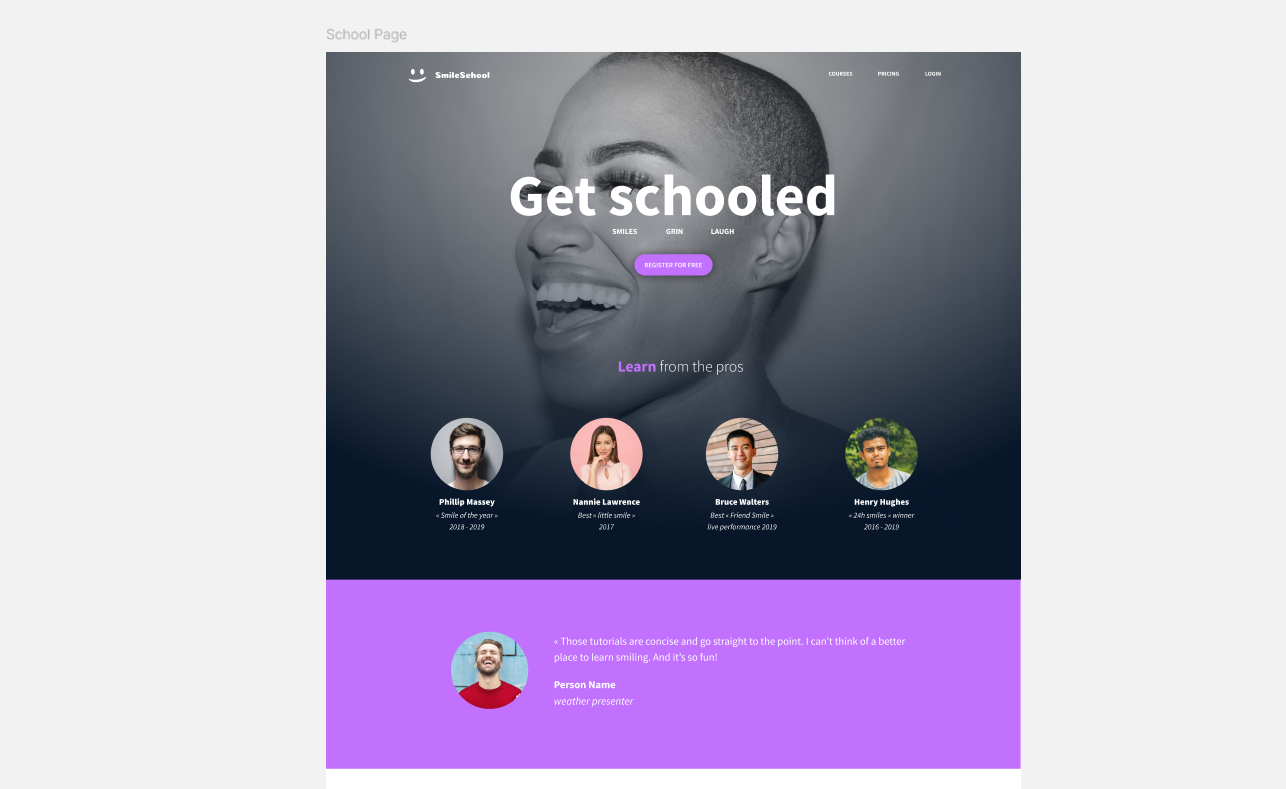 School Page
SmileSchool
COURSES PRICING LOGIN
Get schooled
SMILES GRIN LAUGH
REGISTER FOR FREE
Learn from the pros
Phillip Massey
« Smile of the year »
2018 - 2019
Nannie Lawrence
Best « little smile »
2017
Bruce Walters
Best « Friend Smile »
live performance 2019
Henry Hughes
« 24h smiles » winner
2016 - 2019
« Those tutorials are concise and go straight to the point. I can't think of a better
place to learn smiling. And it's so fun!
Person Name
weather presenter